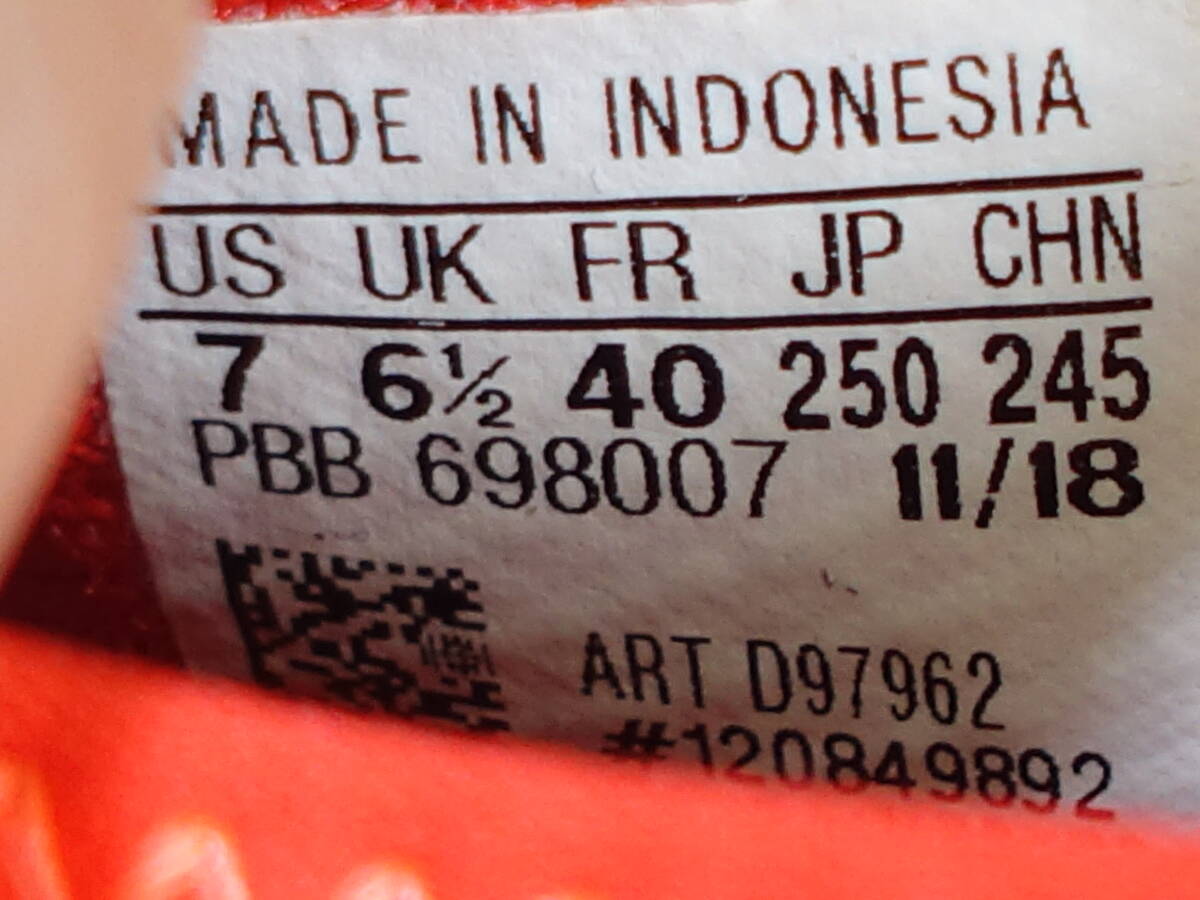 MADE IN INDONESIA
US UK FR JP CHN
7 6½ 40 250 245
PBB 698007 11/18
ART D97962
#120849892